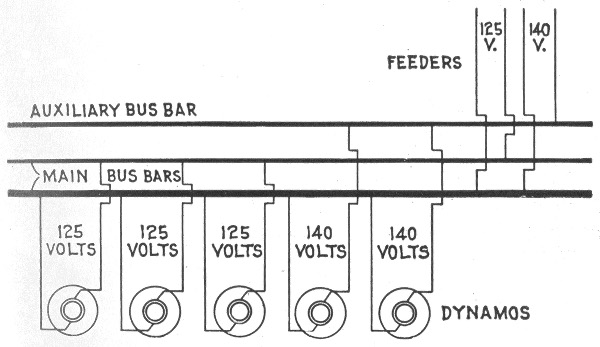 125
V.
140
V.
FEEDERS
AUXILIARY BUS BAR
MAIN BUS BARS
125
VOLTS
125
VOLTS
125
VOLTS
140
VOLTS
140
VOLTS
DYNAMOS